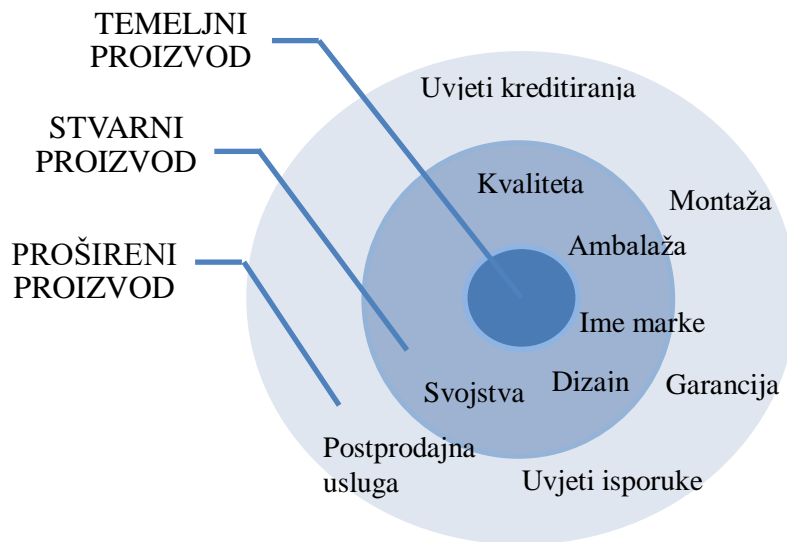 TEMELJNI
PROIZVOD
STVARNI
PROIZVOD
PROŠIRENI
PROIZVOD
Uvjeti kreditiranja
Kvaliteta
Montaža
Ambalaža
Ime marke
Dizajn
Garancija
Svojstva
Postprodajna
usluga
Uvjeti isporuke